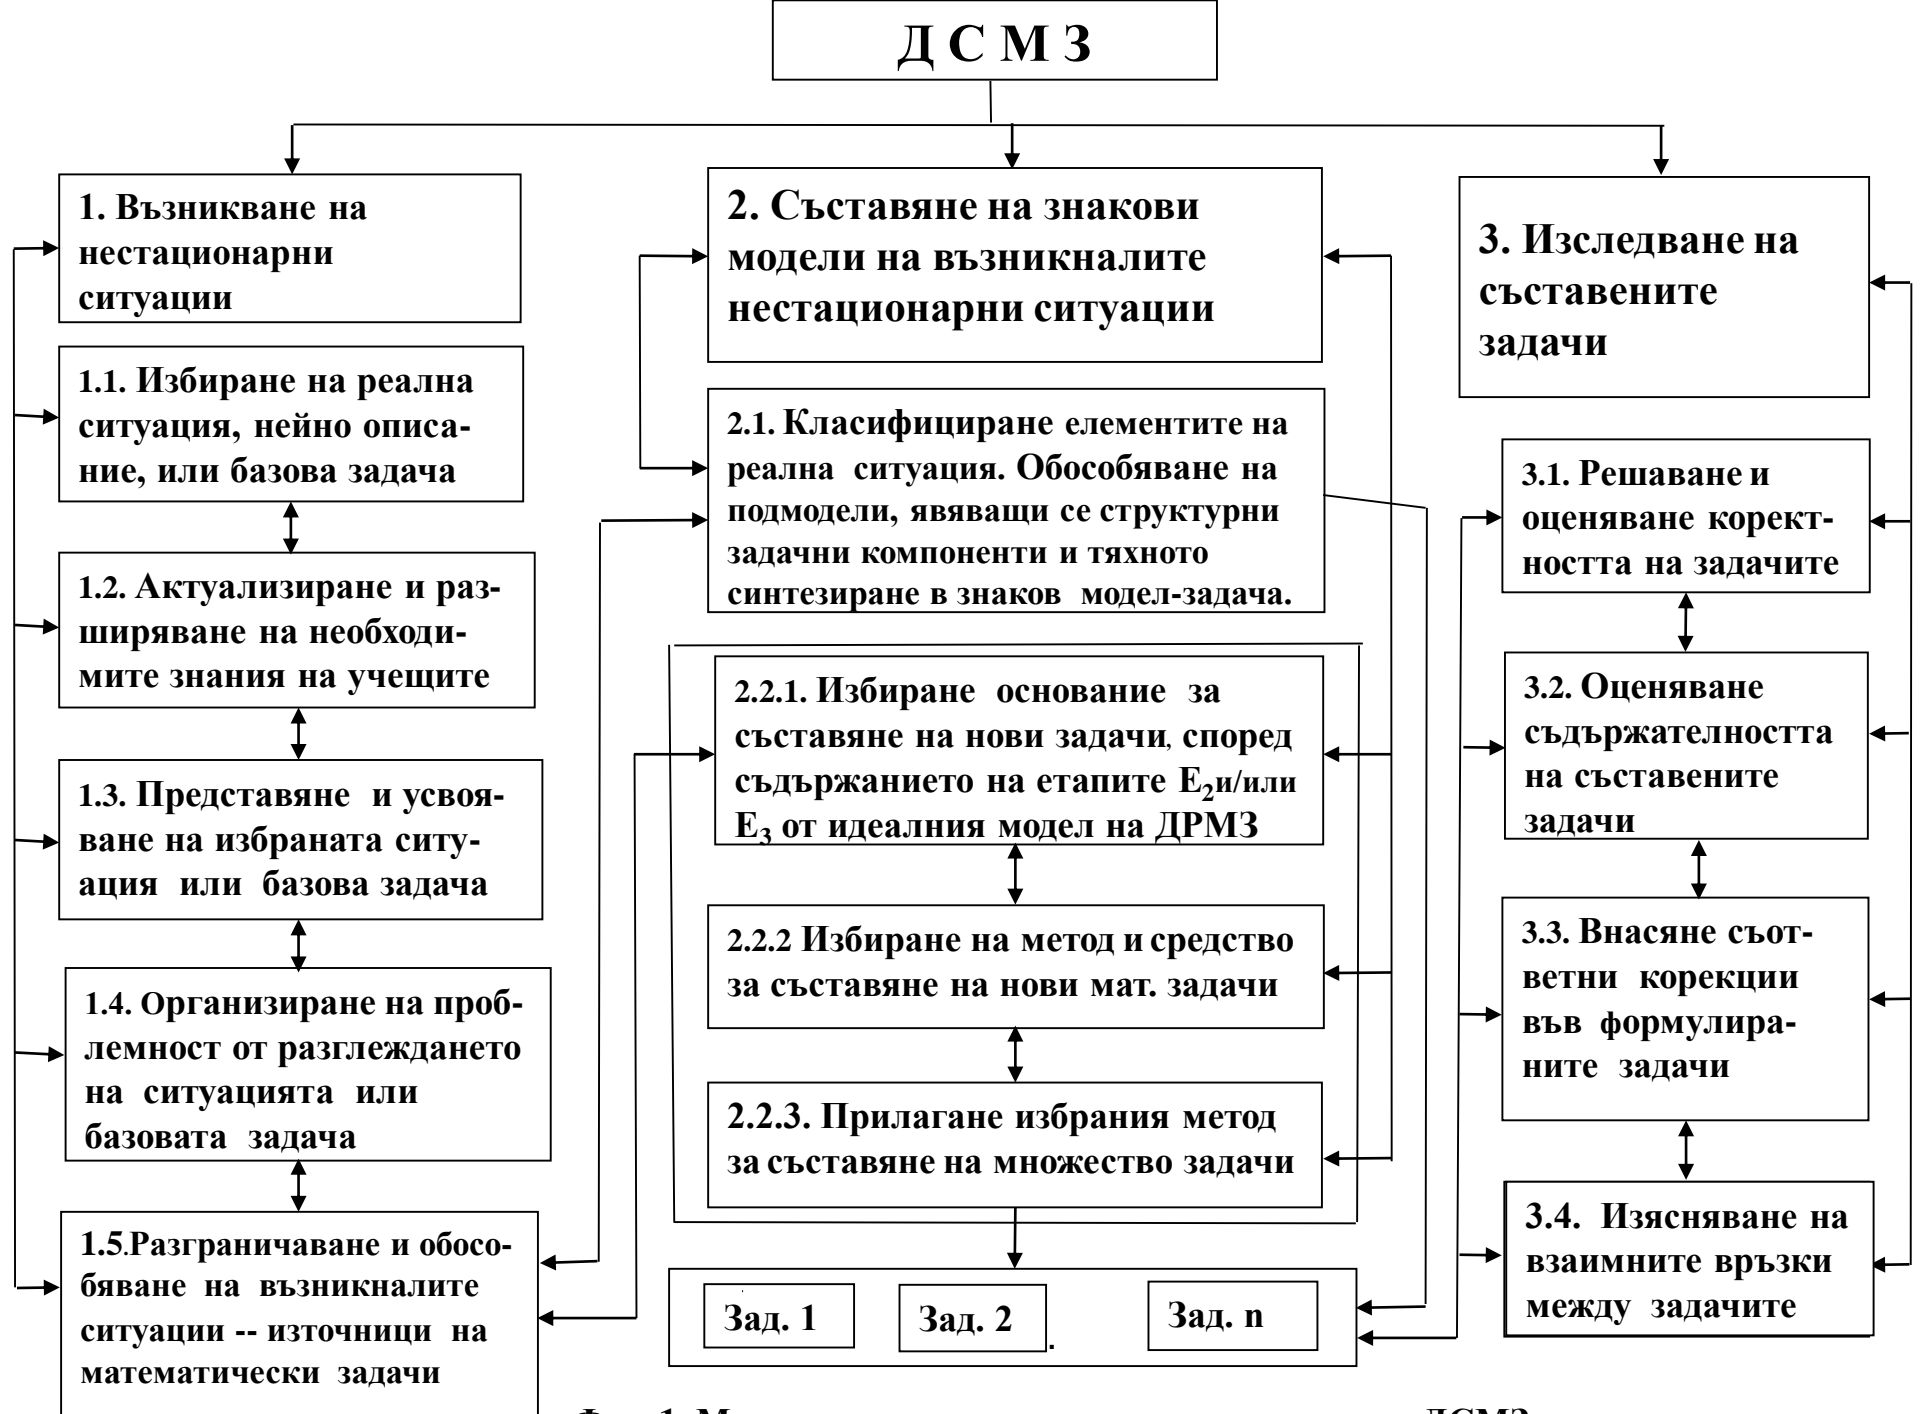 Д С М З
1. Възникване на
нестационарни
ситуации
1.1. Избиране на реална
ситуация, нейно описа-
ние, или базова задача
1.2. Актуализиране и раз-
ширяване на необходи-
мите знания на учещите
1.3. Представяне и усвоя-
ване на избраната ситу-
ация или базова задача
1.4. Организиране на проб-
лемност от разглеждането
на ситуацията или
базовата задача
1.5.Разграничаване и обосо-
бяване на възникналите
ситуации -- източници на
математически задачи
2. Съставяне на знакови
модели на възникналите
нестационарни ситуации
2.1. Класифициране елементите на
реална ситуация. Обособяване на
подмодели, явяващи се структурни
задачни компоненти и тяхното
синтезиране в знаков модел-задача.
2.2.1. Избиране основание за
съставяне на нови задачи, според
съдържанието на етапите E₂и/или
E₃ от идеалния модел на ДРМЗ
2.2.2 Избиране на метод и средство
за съставяне на нови мат. задачи
2.2.3. Прилагане избрания метод
за съставяне на множество задачи
Зад. 1
Зад. 2
.
Зад. n
3. Изследване на
съставените
задачи
3.1. Решаване и
оценяване корект-
ността на задачите
3.2. Оценяване
съдържателността
на съставените
задачи
3.3. Внасяне съот-
ветни корекции
във формулира-
ните задачи
3.4. Изясняване на
взаимните връзки
между задачите